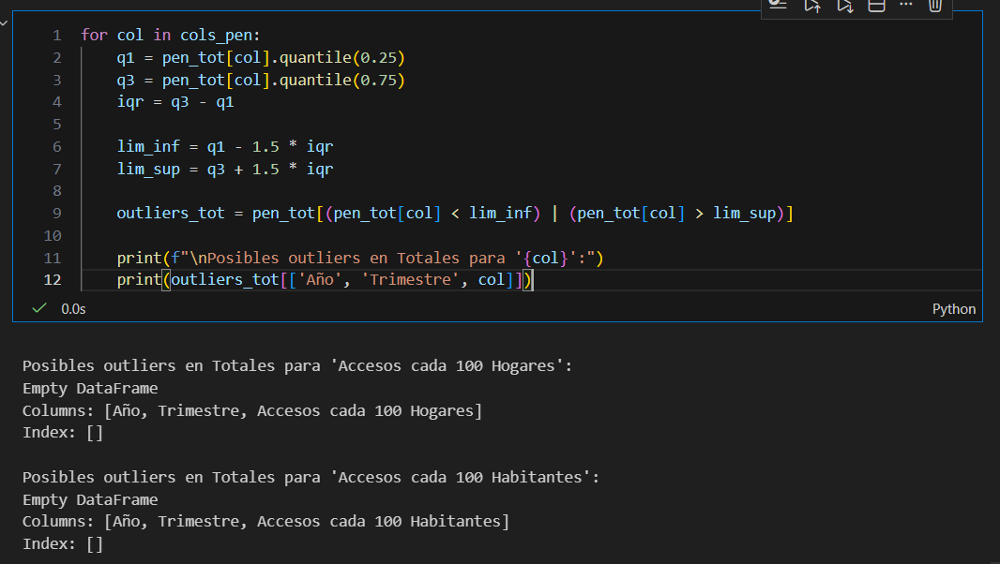 1 for col in cols_pen:
2 q1 = pen_tot[col].quantile(0.25)
3 q3 = pen_tot[col].quantile(0.75)
4 iqr = q3 - q1
5
6 lim_inf = q1 - 1.5 * iqr
7 lim_sup = q3 + 1.5 * iqr
8
9 outliers_tot = pen_tot[(pen_tot[col] < lim_inf) | (pen_tot[col] > lim_sup)]
10
11 print(f"\nPosibles outliers en Totales para '{col}':")
12 print(outliers_tot[['Año', 'Trimestre', col]])
0.0s
Python
Posibles outliers en Totales para 'Accesos cada 100 Hogares':
Empty DataFrame
Columns: [Año, Trimestre, Accesos cada 100 Hogares]
Index: []
Posibles outliers en Totales para 'Accesos cada 100 Habitantes':
Empty DataFrame
Columns: [Año, Trimestre, Accesos cada 100 Habitantes]
Index: []